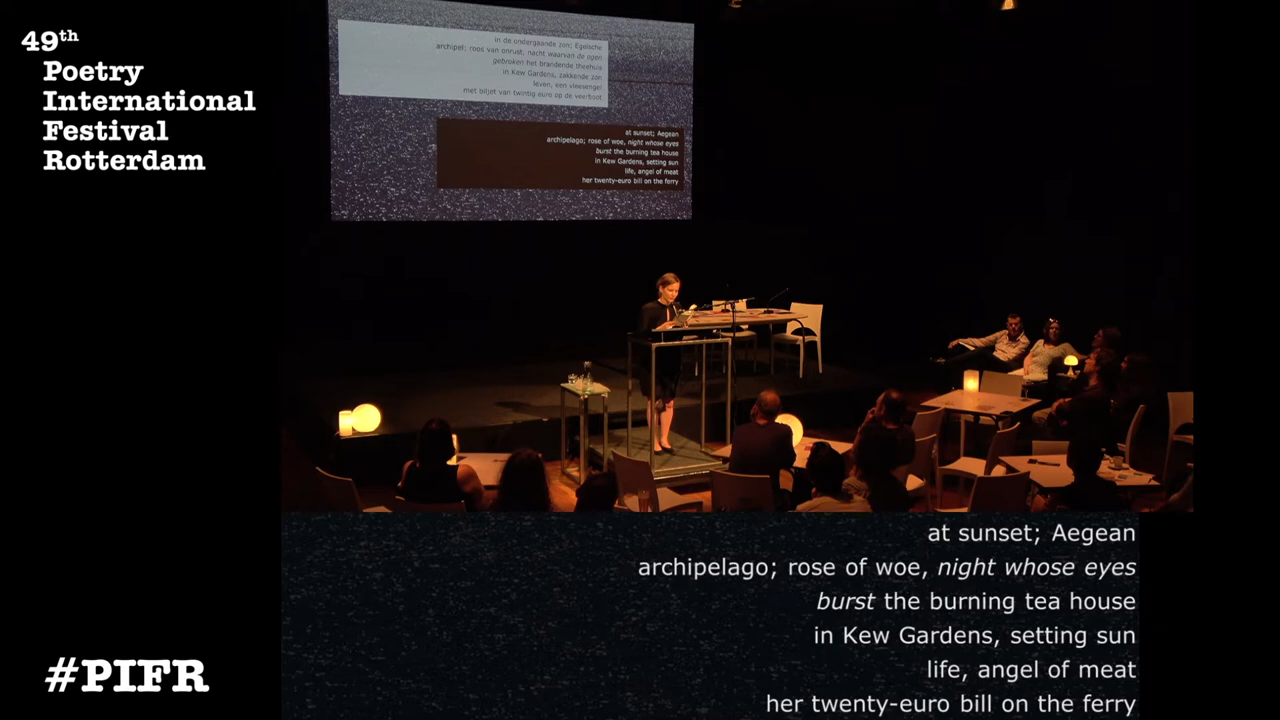 49th
Poetry
International
Festival
Rotterdam
in de ondergaande zon; Egeïsche
archipel; roos van onrust, nacht waarvan de ogen
gebroken het brandende theehuis
in Kew Gardens, zakkende zon
leven, een vleesengel
met biljet van twintig euro op de veerboot
at sunset; Aegean
archipelago; rose of woe, night whose eyes
burst the burning tea house
in Kew Gardens, setting sun
life, angel of meat
her twenty-euro bill on the ferry
#PIFR
at sunset; Aegean
archipelago; rose of woe, night whose eyes
burst the burning tea house
in Kew Gardens, setting sun
life, angel of meat
her twenty-euro bill on the ferry